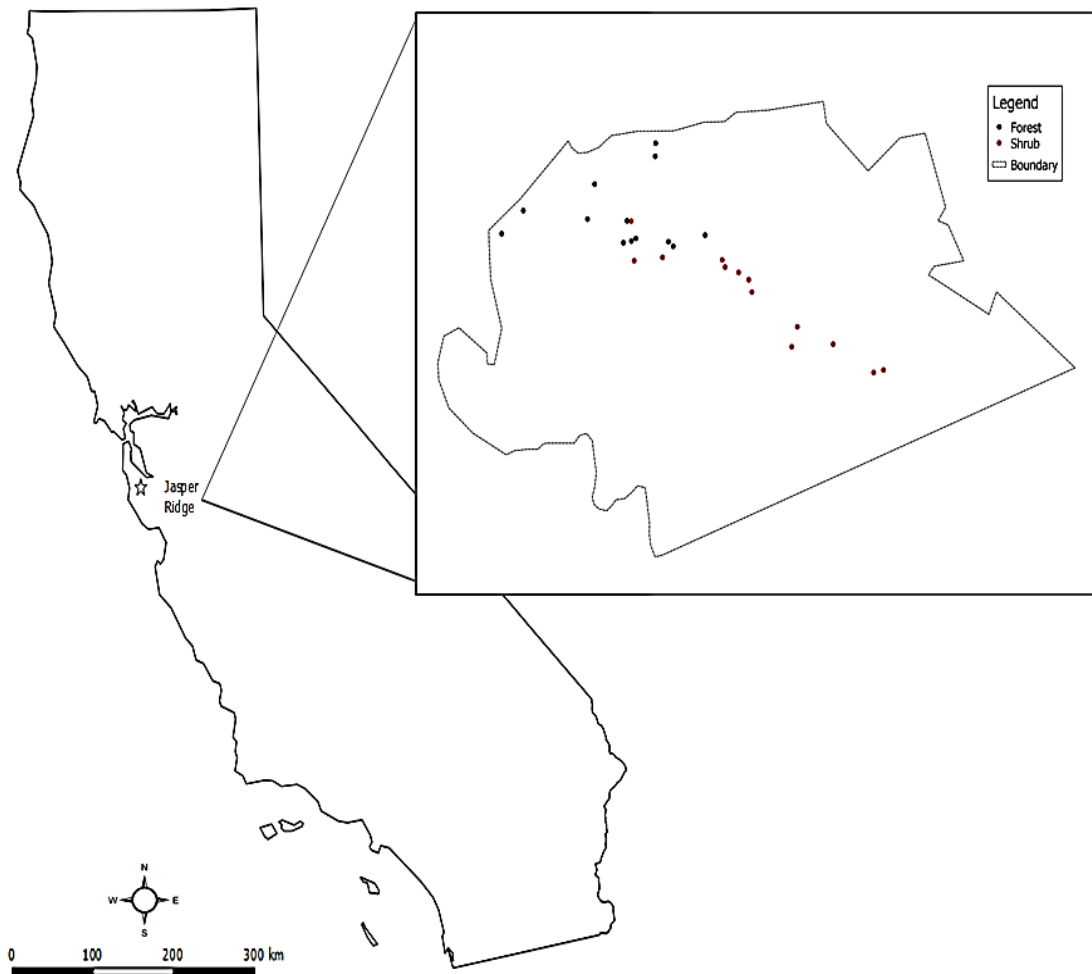 Legend
Forest
Shrub
Boundary
Jasper
Ridge
N
W E
S
0 100 200 300 km